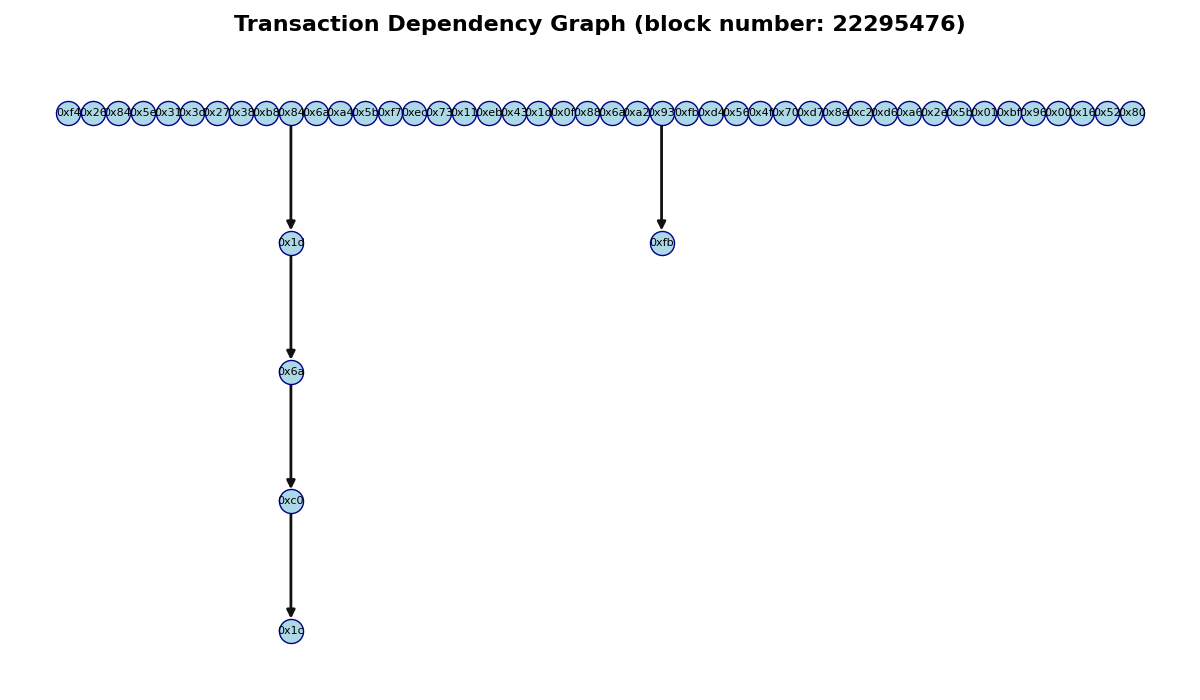 Transaction Dependency Graph (block number: 22295476)
0xf4 0x26 0x84 0x5e 0x31 0x3d 0x27 0x38 0xb8 0x84 0x6a 0xa4 0x5b 0xf7 0xec 0x73 0x11 0xeb 0x43 0x1d 0x0f 0x88 0x6a 0xa2 0x93 0xfb 0xd4 0x56 0x4f 0x70 0xd7 0x8e 0xc2 0xd6 0xa6 0x2e 0x5b 0x01 0xbf 0x96 0x00 0x16 0x52 0x80
0x1d 0xfb
0x6a
0xc0
0x1c